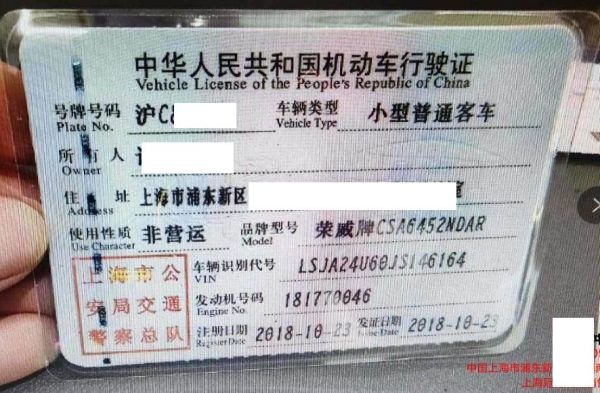 中华人民共和国机动车行驶证
Vehicle License of the People's Republic of China
号牌号码 沪C 车辆类型 小型普通客车
Plate No. Vehicle Type
所有人
Owner
住址 上海市浦东新区
Address
使用性质 非营运 品牌型号 荣威牌CSA6452NDAR
Use Character Model
上海市公
安局交通
警察总队
车辆识别代号 LSJA24U60JS146164
VIN
发动机号码 181770046
Engine No.
注册日期 2018-10-23 发证日期 2018-10-23
Register Date Issue Date
中
中国上海市浦东新
上海